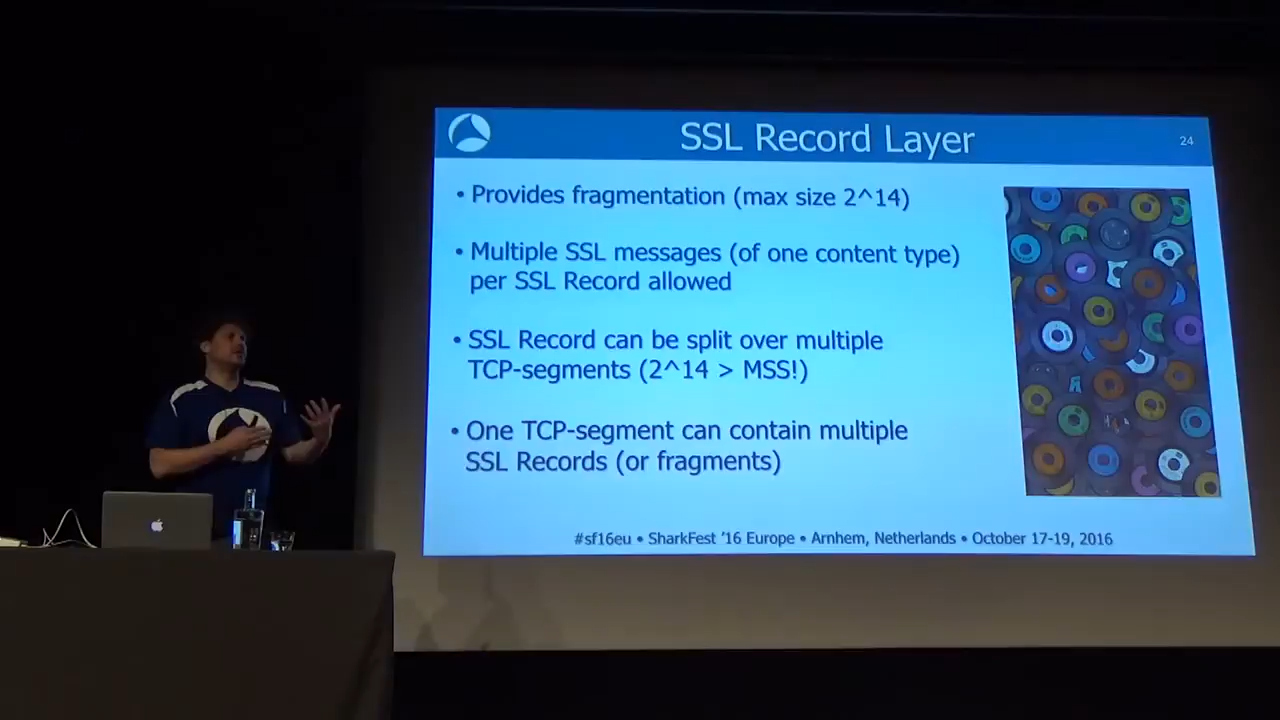 SSL Record Layer
24
• Provides fragmentation (max size 2^14)
• Multiple SSL messages (of one content type)
per SSL Record allowed
• SSL Record can be split over multiple
TCP-segments (2^14 > MSS!)
• One TCP-segment can contain multiple
SSL Records (or fragments)
#sf16eu • SharkFest '16 Europe • Arnhem, Netherlands • October 17-19, 2016